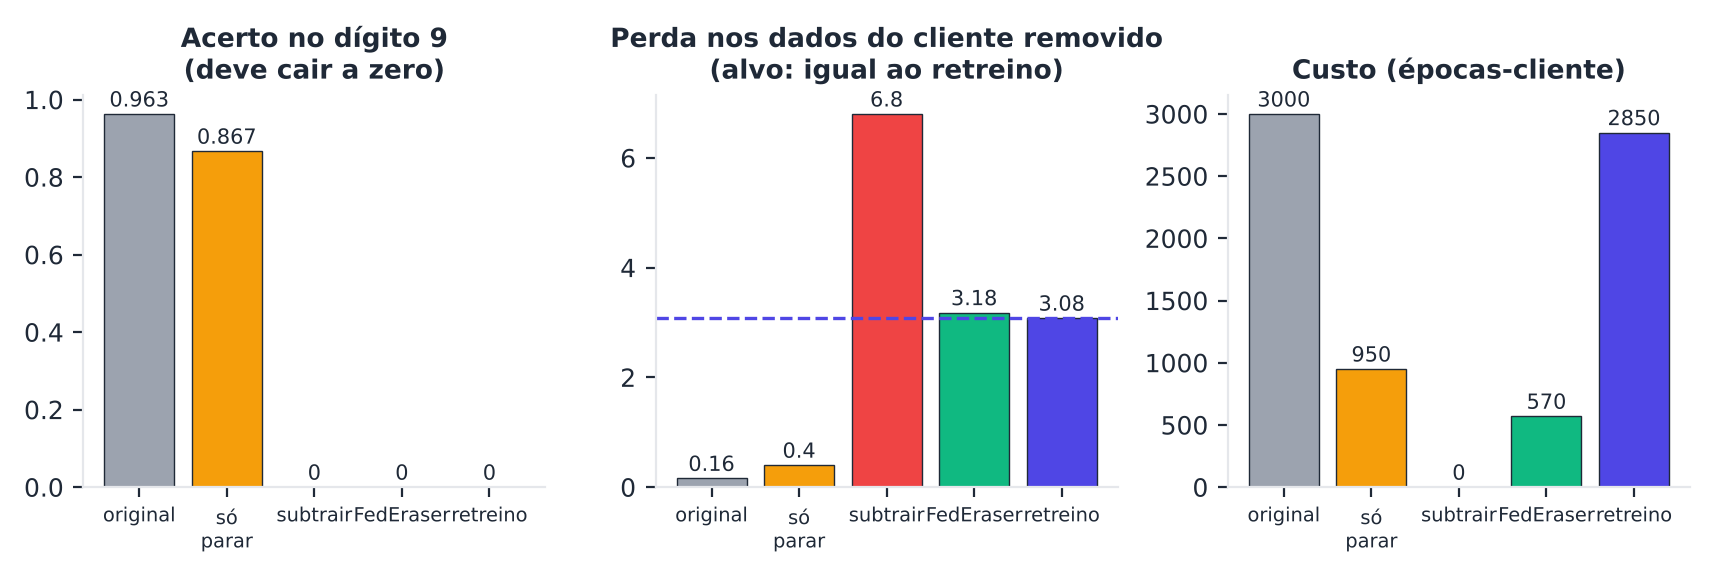 Acerto no dígito 9
(deve cair a zero)
1.0
0.8
0.6
0.4
0.2
0.0
0.963
0.867
0
0
0
original
só
parar
subtrair
FedEraser
retreino
Perda nos dados do cliente removido
(alvo: igual ao retreino)
6
4
2
0
0.16
0.4
6.8
3.18
3.08
original
só
parar
subtrair
FedEraser
retreino
Custo (épocas-cliente)
3000
2500
2000
1500
1000
500
0
3000
950
0
570
2850
original
só
parar
subtrair
FedEraser
retreino